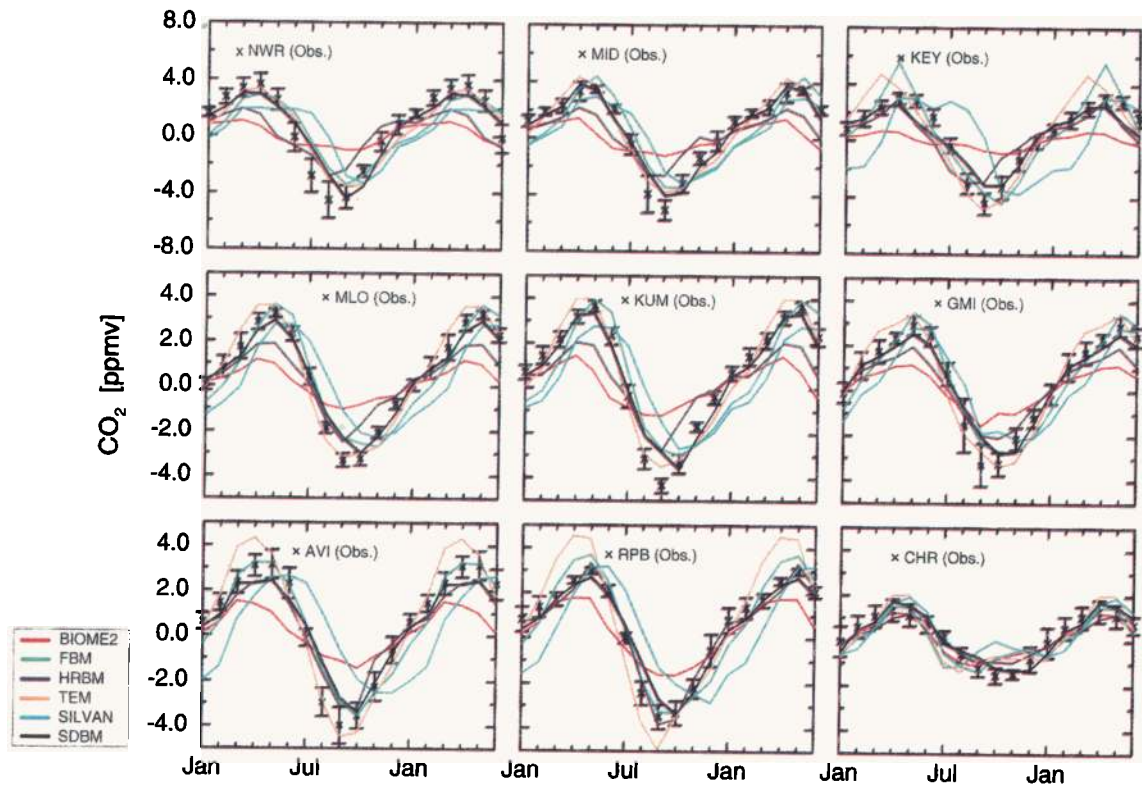 8.0
4.0
0.0
-4.0
-8.0
× NWR (Obs.)
× MID (Obs.)
× KEY (Obs.)
4.0
2.0
0.0
-2.0
-4.0
CO2 [ppmv]
× MLO (Obs.)
× KUM (Obs.)
× GMI (Obs.)
4.0
2.0
0.0
-2.0
-4.0
× AVI (Obs.)
× RPB (Obs.)
× CHR (Obs.)
BIOME2
FBM
HRBM
TEM
SILVAN
SDBM
Jan Jul Jan Jan Jul Jan Jan Jul Jan